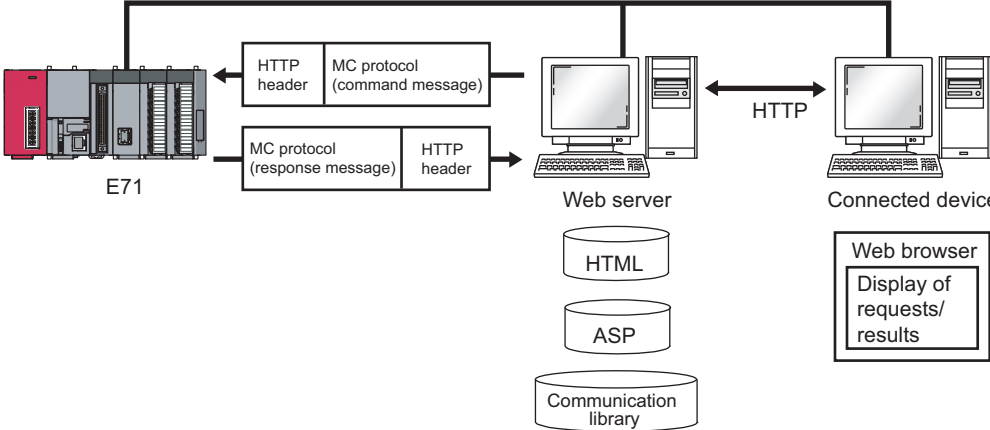 HTTP
header
MC protocol
(command message)
MC protocol
(response message)
HTTP
header
E71
HTTP
Web server
Connected device
HTML
ASP
Communication
library
Web browser
Display of
requests/
results